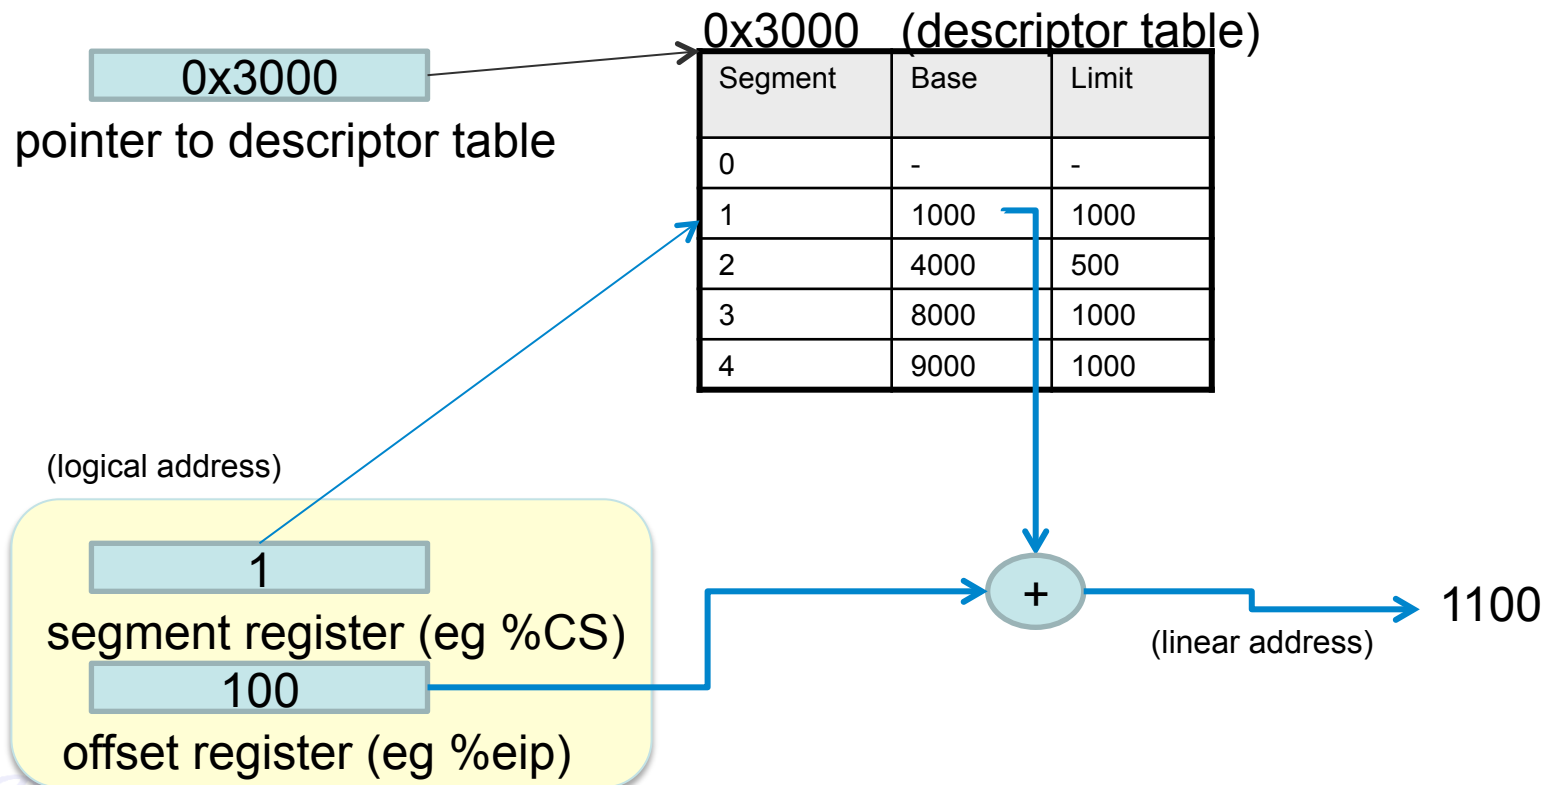 0x3000 (descriptor table)
0x3000
pointer to descriptor table
Segment Base Limit
0 - -
1 1000 1000
2 4000 500
3 8000 1000
4 9000 1000
(logical address)
1
segment register (eg %CS)
100
offset register (eg %eip)
+
1100
(linear address)